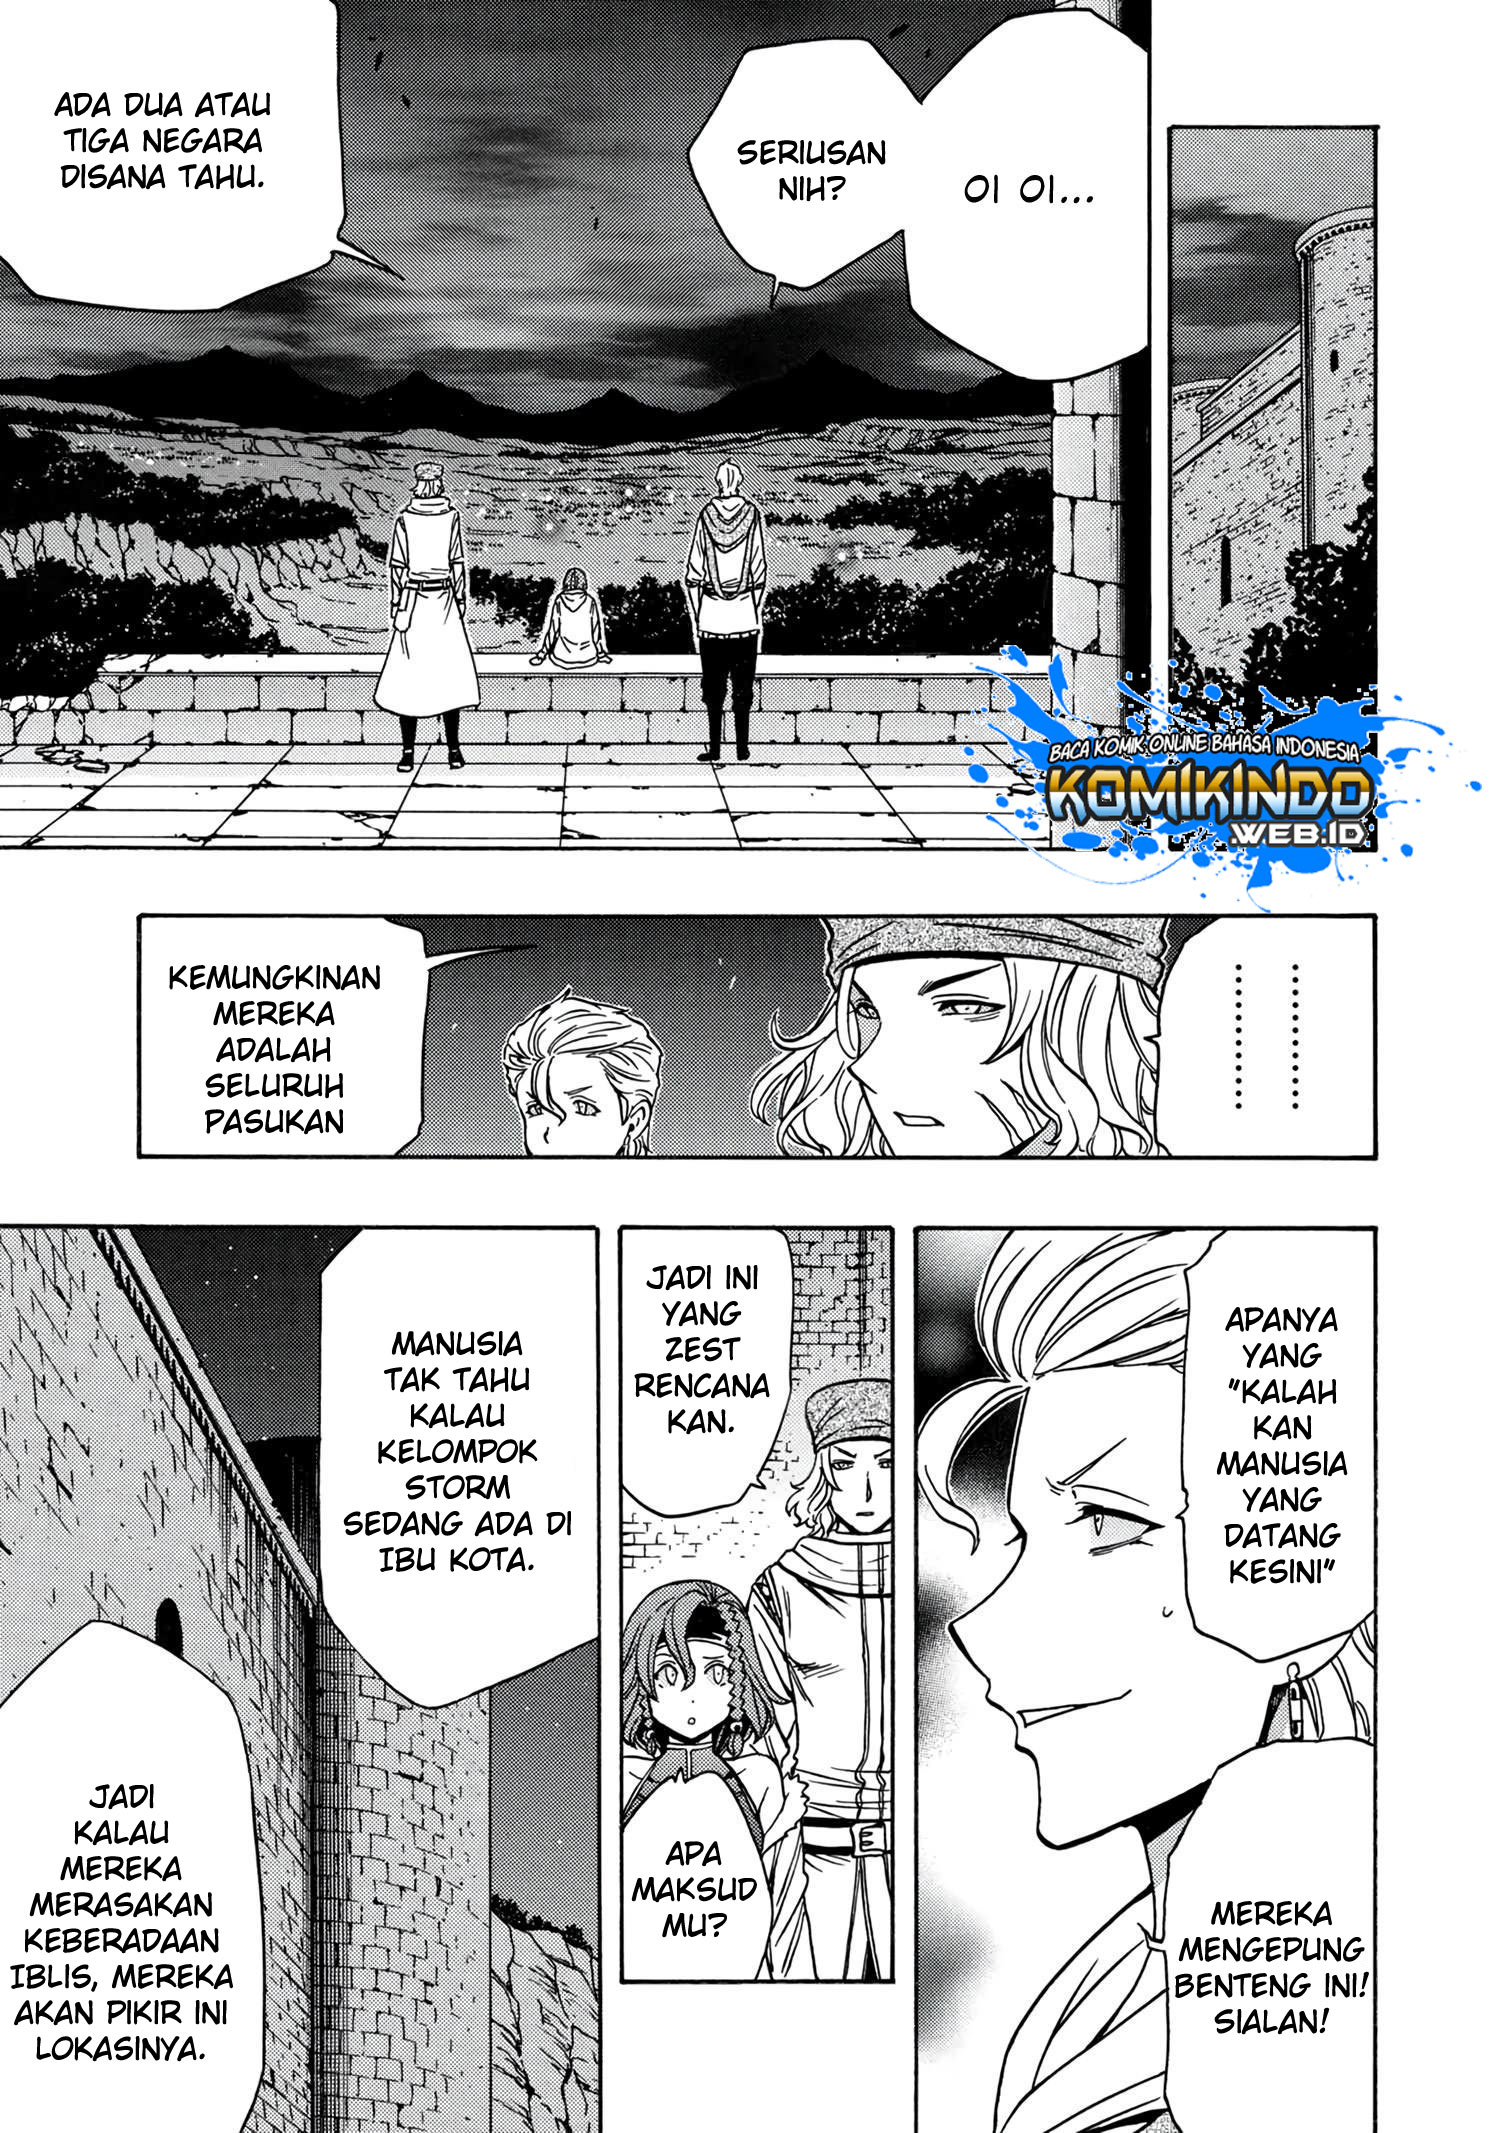 OI OI...
SERIUSAN
NIH?
ADA DUA ATAU
TIGA NEGARA
DISANA TAHU.
BACA KOMIK ONLINE BAHASA INDONESIA
KOMIKINDO
.WEB.ID
KEMUNGKINAN
MEREKA
ADALAH
SELURUH
PASUKAN
APANYA
YANG
"KALAH
KAN
MANUSIA
YANG
DATANG
KESINI"
MEREKA
MENGEPUNG
BENTENG INI!
SIALAN!
JADI INI
YANG
ZEST
RENCANA
KAN.
APA
MAKSUD
MU?
MANUSIA
TAK TAHU
KALAU
KELOMPOK
STORM
SEDANG ADA DI
IBU KOTA.
JADI
KALAU
MEREKA
MERASAKAN
KEBERADAAN
IBLIS, MEREKA
AKAN PIKIR INI
LOKASINYA.